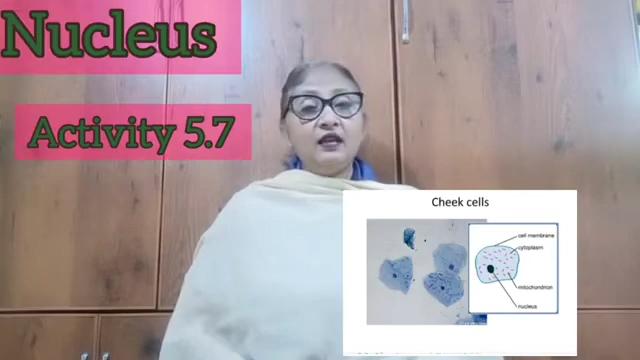 Nucleus
Activity 5.7
Cheek cells
cell membrane
cytoplasm
mitochondrion
nucleus